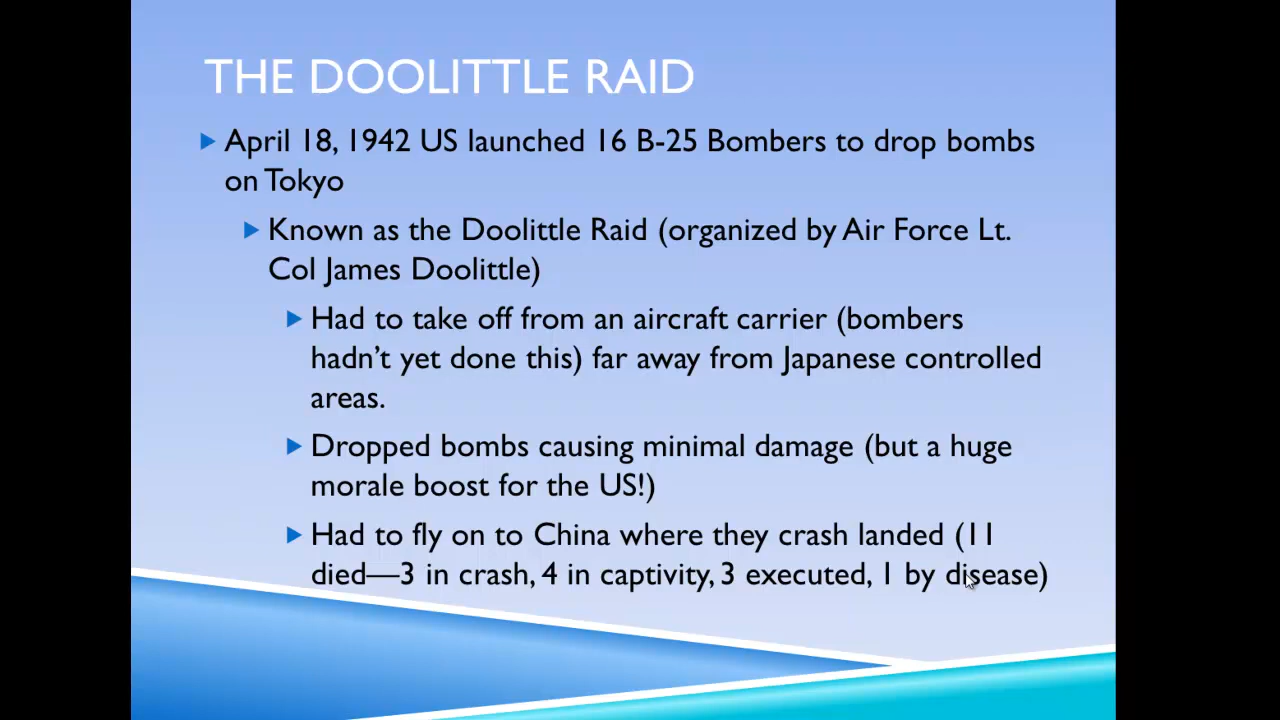 THE DOOLITTLE RAID
April 18, 1942 US launched 16 B-25 Bombers to drop bombs
on Tokyo
Known as the Doolittle Raid (organized by Air Force Lt.
Col James Doolittle)
Had to take off from an aircraft carrier (bombers
hadn't yet done this) far away from Japanese controlled
areas.
Dropped bombs causing minimal damage (but a huge
morale boost for the US!)
Had to fly on to China where they crash landed (11
died—3 in crash, 4 in captivity, 3 executed, 1 by disease)